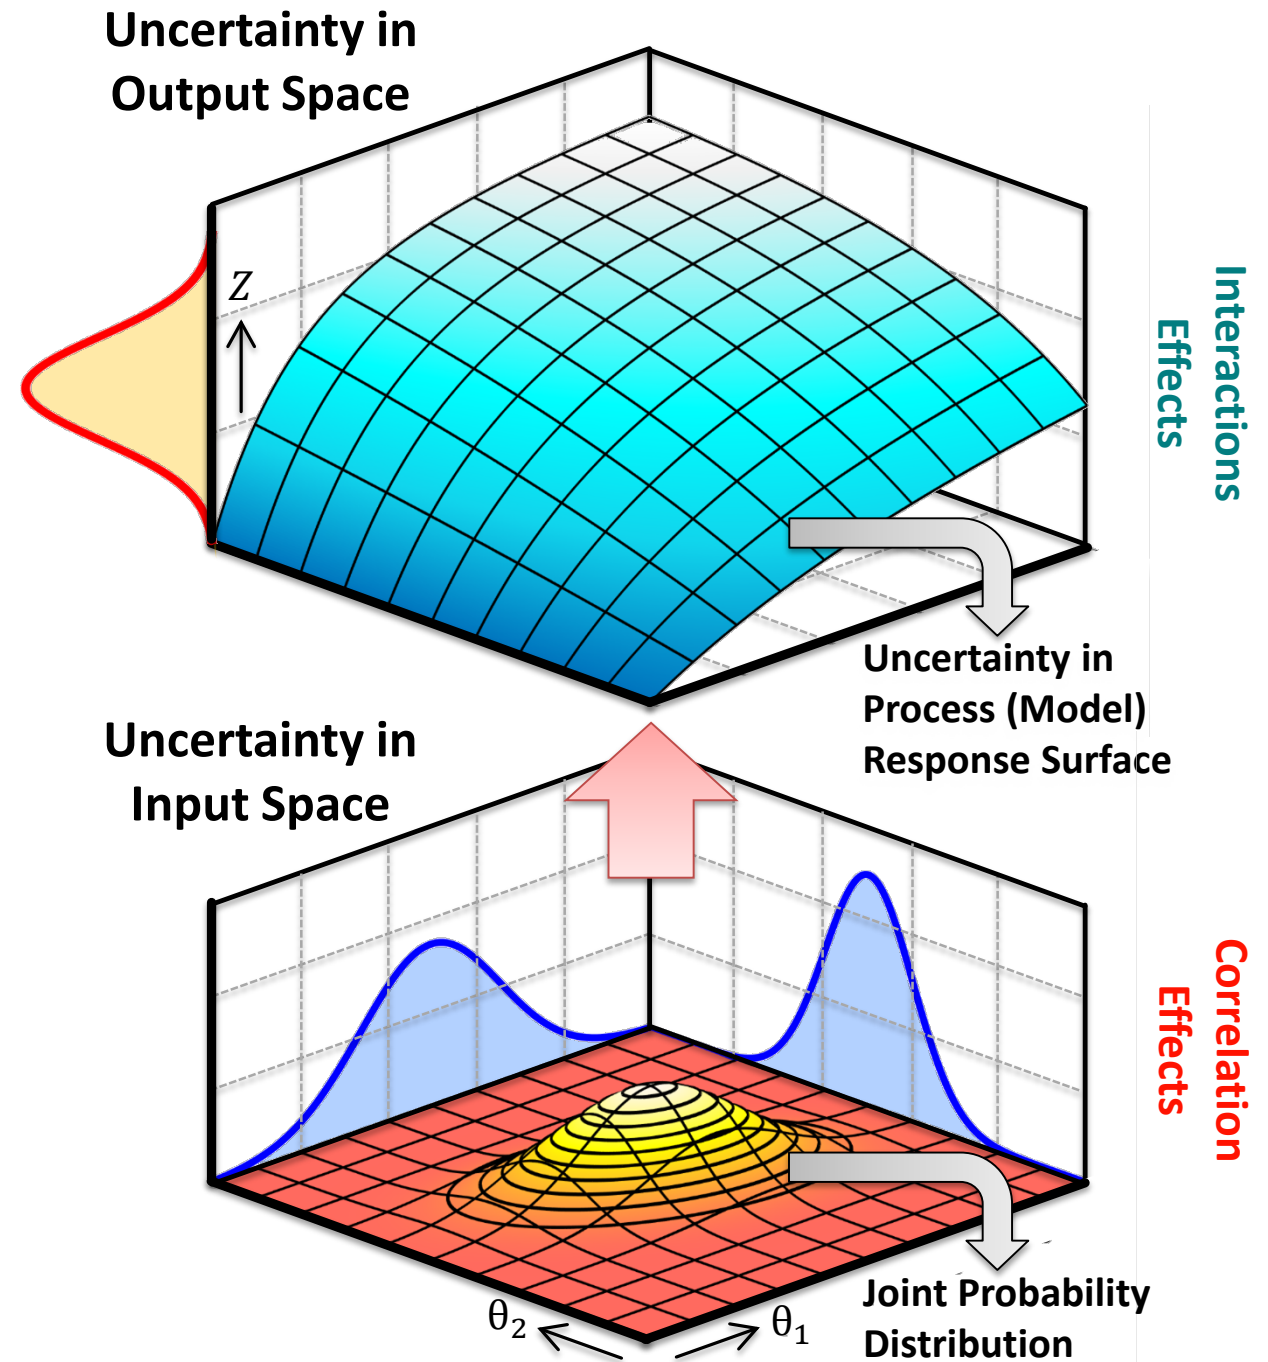 Uncertainty in
Output Space
Z
Interactions
Effects
Uncertainty in
Process (Model)
Response Surface
Uncertainty in
Input Space
Correlation
Effects
θ₂
θ₁
Joint Probability
Distribution